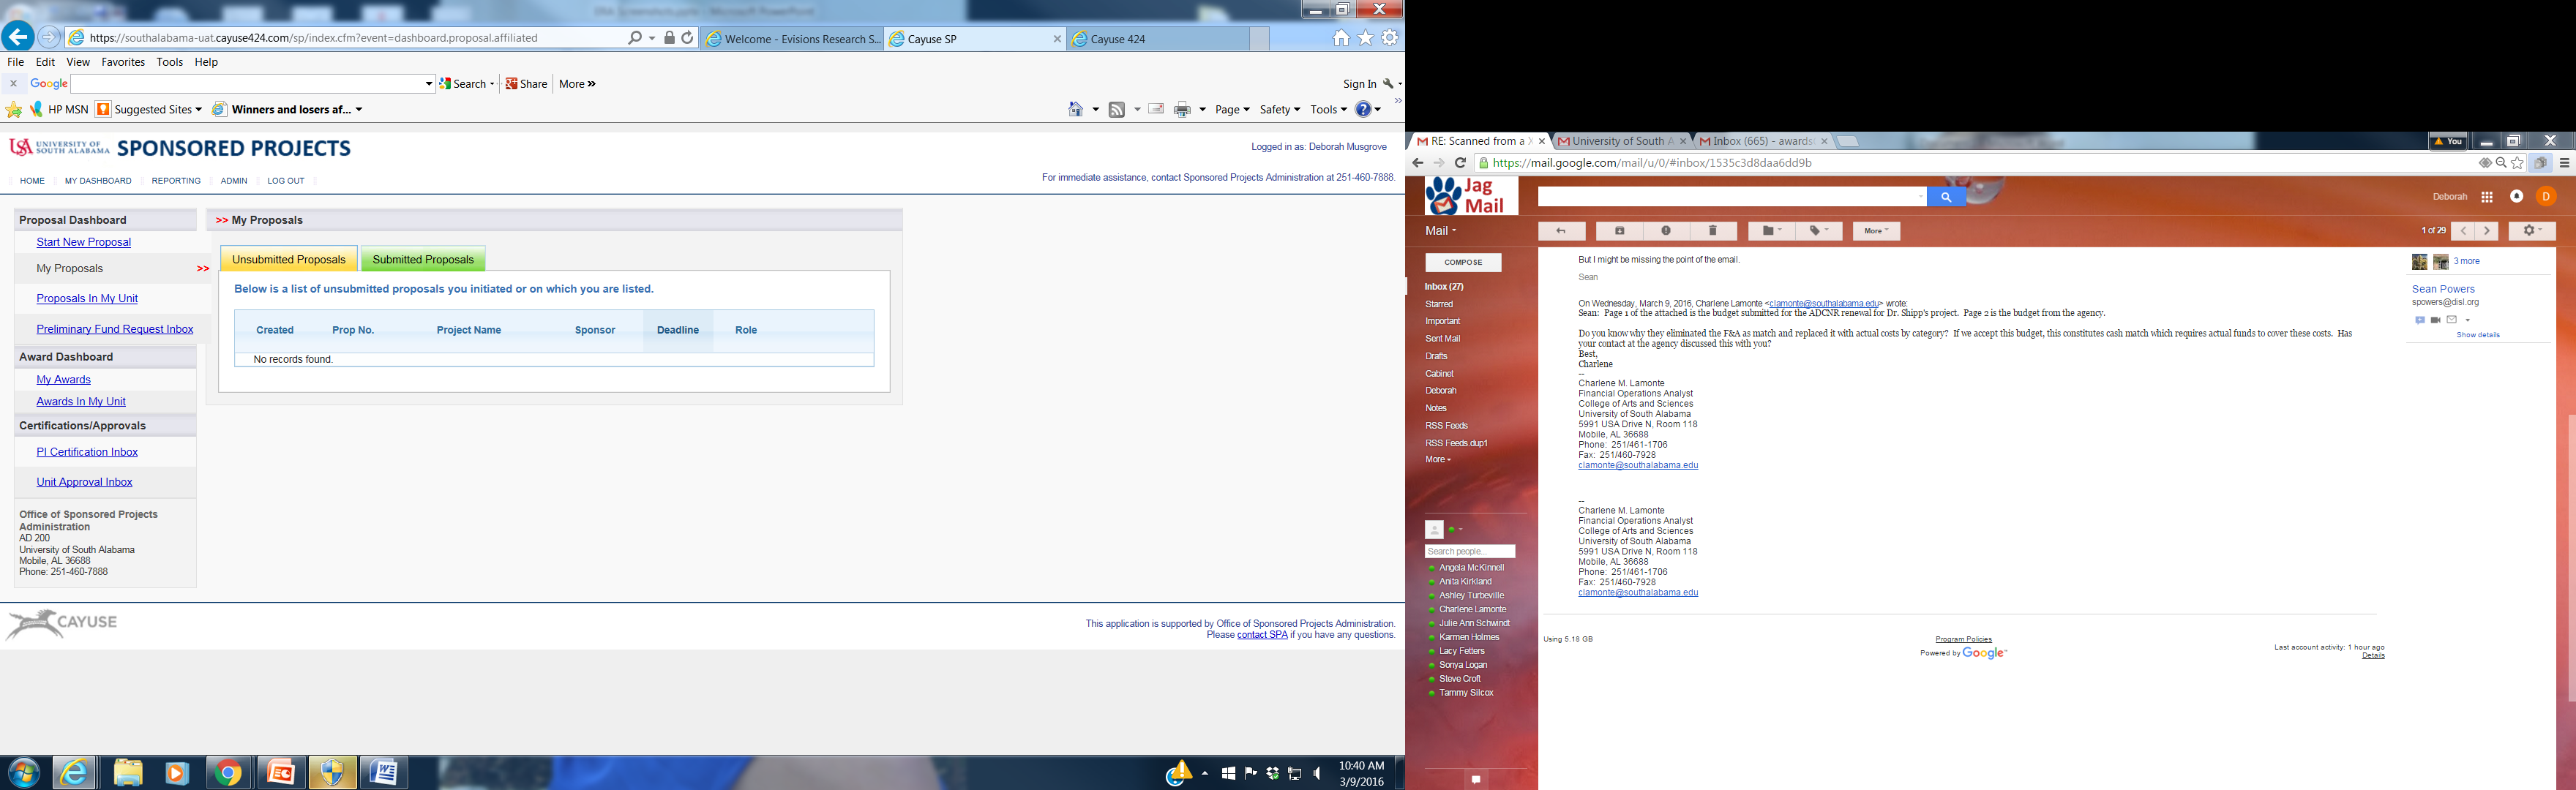 https://southalabama-uat.cayuse424.com/sp/index.cfm?event=dashboard.proposal.affiliated
Welcome - Evisions Research S...
Cayuse SP
Cayuse 424
File Edit View Favorites Tools Help
x Google
Search
Share
More »
Sign In
HP MSN
Suggested Sites
Winners and losers af...
Page
Safety
Tools
USA UNIVERSITY OF SOUTH ALABAMA SPONSORED PROJECTS
Logged in as: Deborah Musgrove
HOME
MY DASHBOARD
REPORTING
ADMIN
LOG OUT
For immediate assistance, contact Sponsored Projects Administration at 251-460-7888.
Proposal Dashboard
Start New Proposal
My Proposals >>
Proposals In My Unit
Preliminary Fund Request Inbox
Award Dashboard
My Awards
Awards In My Unit
Certifications/Approvals
PI Certification Inbox
Unit Approval Inbox
Office of Sponsored Projects
Administration
AD 200
University of South Alabama
Mobile, AL 36688
Phone: 251-460-7888
>> My Proposals
Unsubmitted Proposals
Submitted Proposals
Below is a list of unsubmitted proposals you initiated or on which you are listed.
Created Prop No. Project Name Sponsor Deadline Role
No records found.
CAYUSE
This application is supported by Office of Sponsored Projects Administration.
Please contact SPA if you have any questions.
10:40 AM
3/9/2016
RE: Scanned from a X
University of South A
Inbox (665) - awards
You
https://mail.google.com/mail/u/0/#inbox/1535c3d8daa6dd9b
Jag
Mail
Deborah
D
Mail
More
1 of 29
COMPOSE
Inbox (27)
Starred
Important
Sent Mail
Drafts
Cabinet
Deborah
Notes
RSS Feeds
RSS Feeds.dup1
More
Search people...
Angela McKinnell
Anita Kirkland
Ashley Turbeville
Charlene Lamonte
Julie Ann Schwindt
Karmen Holmes
Lacy Fetters
Sonya Logan
Steve Croft
Tammy Silcox
But I might be missing the point of the email.
Sean
On Wednesday, March 9, 2016, Charlene Lamonte <clamonte@southalabama.edu> wrote:
Sean: Page 1 of the attached is the budget submitted for the ADCNR renewal for Dr. Shipp's project. Page 2 is the budget from the agency.
Do you know why they eliminated the F&A as match and replaced it with actual costs by category? If we accept this budget, this constitutes cash match which requires actual funds to cover these costs. Has
your contact at the agency discussed this with you?
Best,
Charlene
--
Charlene M. Lamonte
Financial Operations Analyst
College of Arts and Sciences
University of South Alabama
5991 USA Drive N, Room 118
Mobile, AL 36688
Phone: 251/461-1706
Fax: 251/460-7928
clamonte@southalabama.edu
--
Charlene M. Lamonte
Financial Operations Analyst
College of Arts and Sciences
University of South Alabama
5991 USA Drive N, Room 118
Mobile, AL 36688
Phone: 251/461-1706
Fax: 251/460-7928
clamonte@southalabama.edu
3 more
Sean Powers
spowers@disl.org
Show details
Using 5.18 GB
Program Policies
Powered by Google™
Last account activity: 1 hour ago
Details